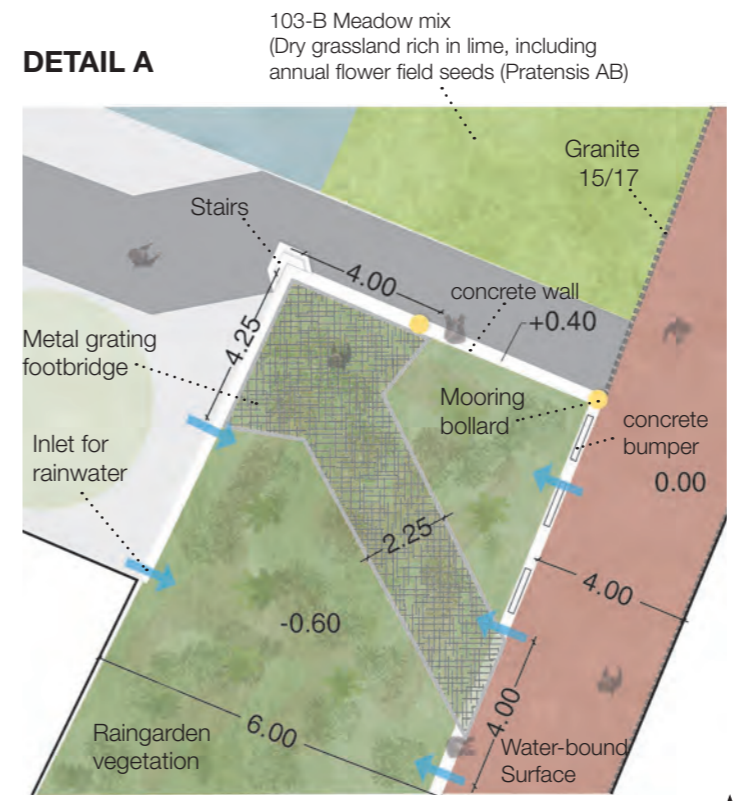 103-B Meadow mix
(Dry grassland rich in lime, including
annual flower field seeds (Pratensis AB)
DETAIL A
Granite
15/17
Stairs
4.00
concrete wall
+0.40
4.25
Metal grating
footbridge
Mooring
bollard
concrete
bumper
Inlet for
rainwater
0.00
2.25
4.00
-0.60
4.00
6.00
Raingarden
vegetation
Water-bound
Surface